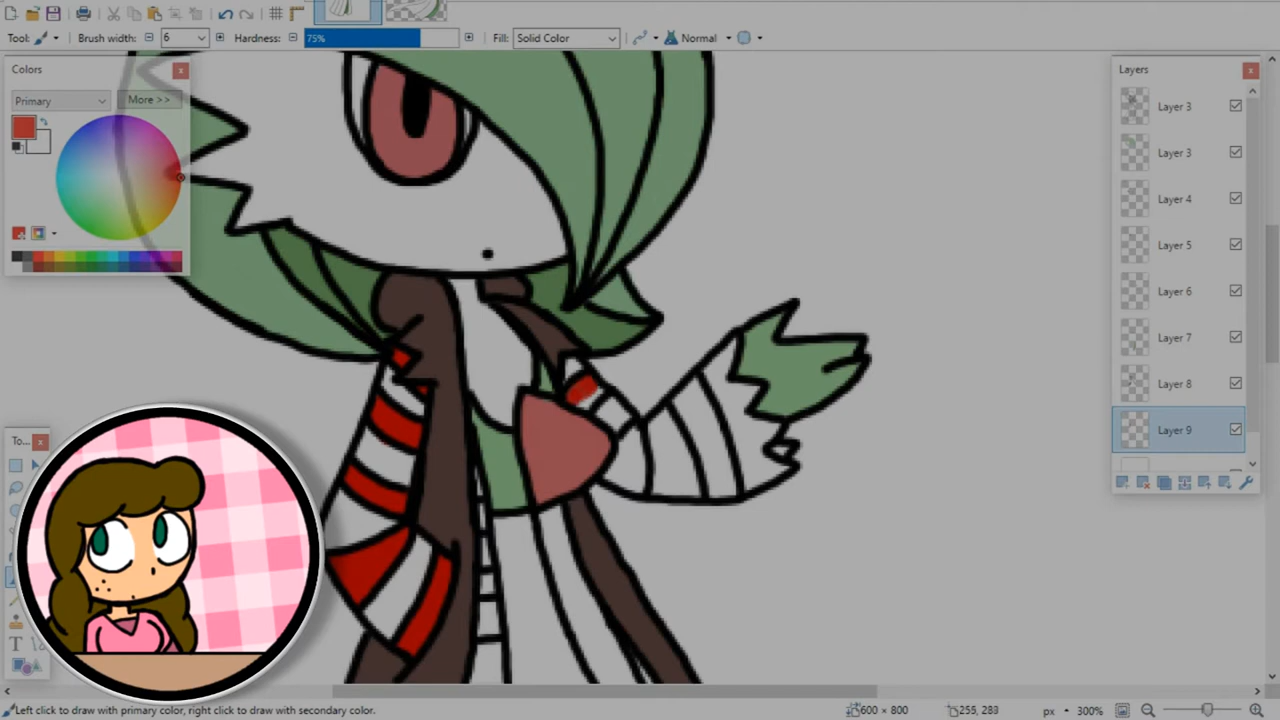 Tool:
Brush width: 6
Hardness: 75%
Fill: Solid Color
Normal
Colors
Primary
More >>
Layers
Layer 3
Layer 3
Layer 4
Layer 5
Layer 6
Layer 7
Layer 8
Layer 9
To...
T
Left click to draw with primary color, right click to draw with secondary color.
600 × 800
px
300%